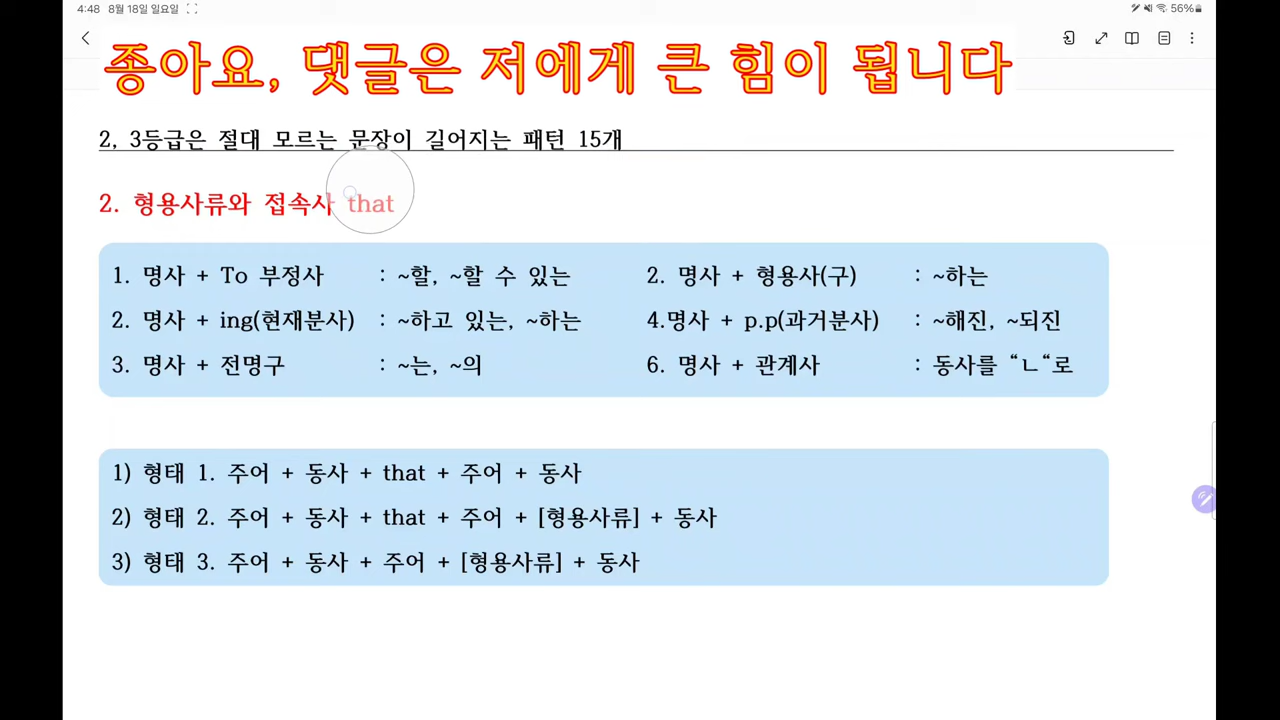 4:48 8월 18일 일요일 56%
종아요, 댓글은 저에게 큰 힘이 됩니다
2, 3등급은 절대 모르는 문장이 길어지는 패턴 15개
2. 형용사류와 접속사 that
1. 명사 + To 부정사 : ~할, ~할 수 있는 2. 명사 + 형용사(구) : ~하는
2. 명사 + ing(현재분사) : ~하고 있는, ~하는 4.명사 + p.p(과거분사) : ~해진, ~되진
3. 명사 + 전명구 : ~는, ~의 6. 명사 + 관계사 : 동사를 “ㄴ“로
1) 형태 1. 주어 + 동사 + that + 주어 + 동사
2) 형태 2. 주어 + 동사 + that + 주어 + [형용사류] + 동사
3) 형태 3. 주어 + 동사 + 주어 + [형용사류] + 동사